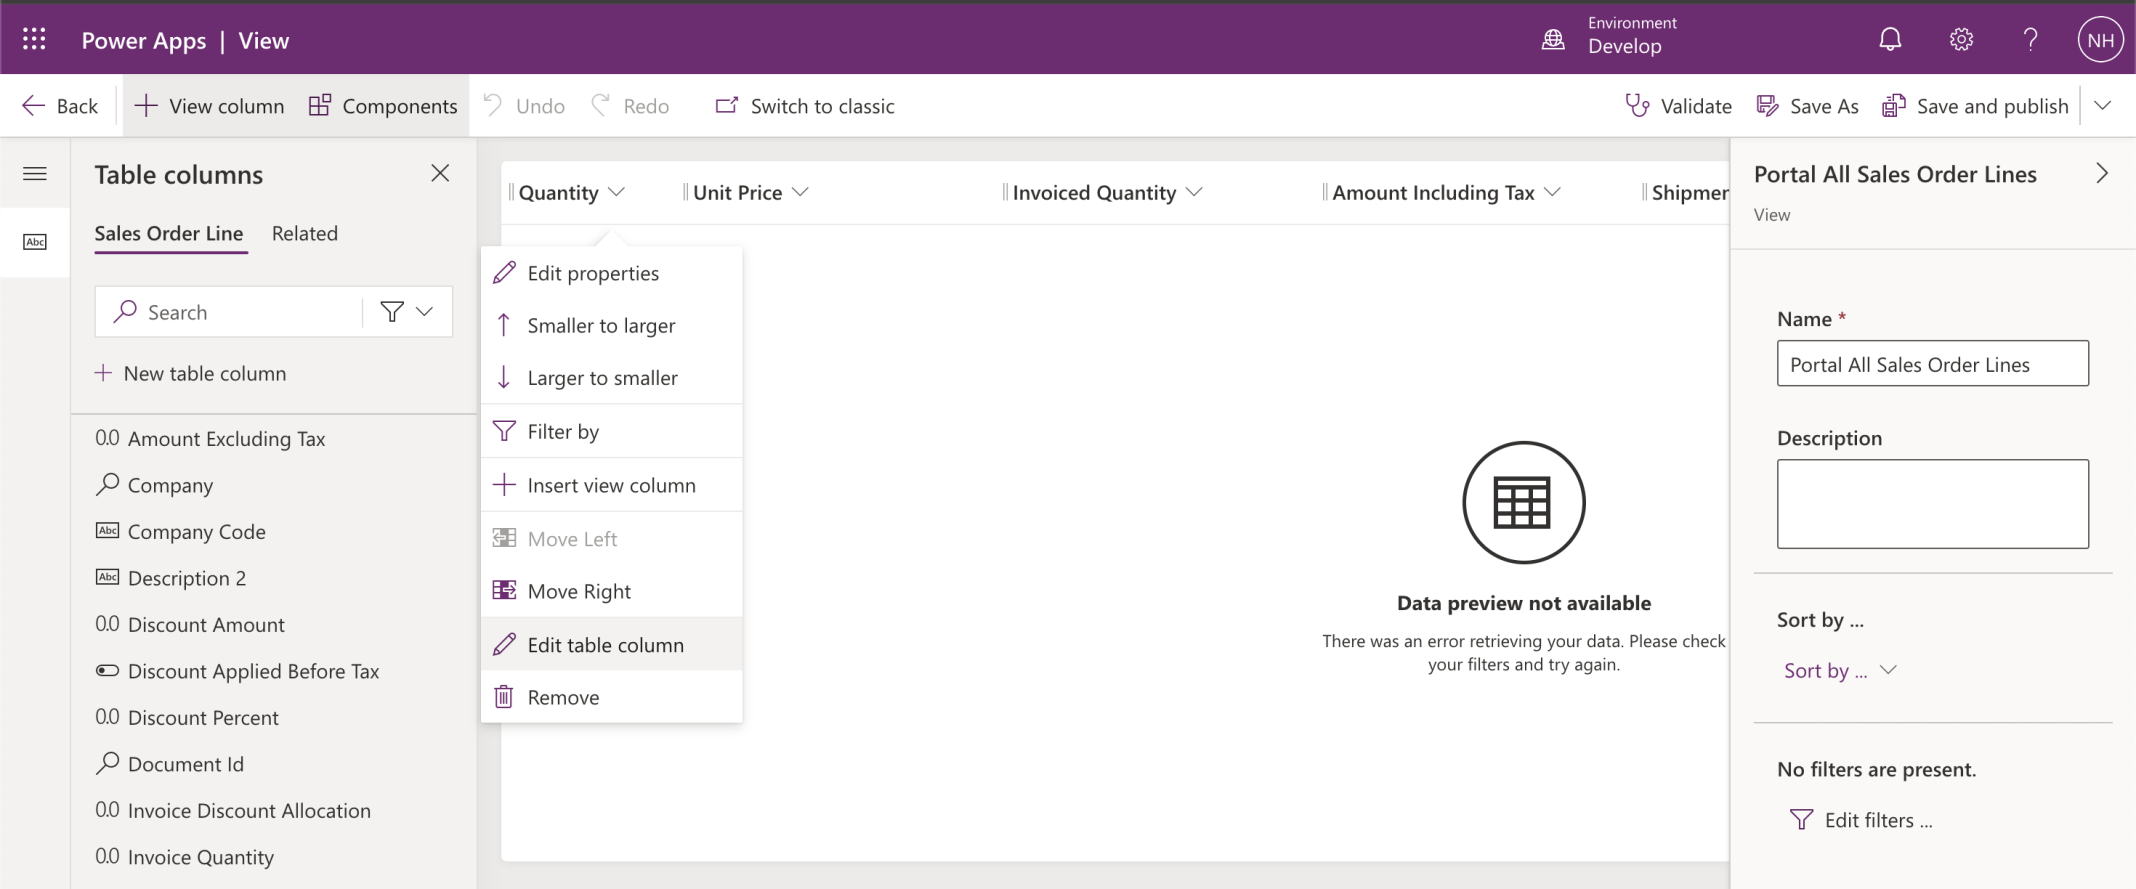 Power Apps | View
Environment
Develop
NH
Back
View column
Components
Undo
Redo
Switch to classic
Validate
Save As
Save and publish
Table columns
Sales Order Line
Related
Search
New table column
0.0 Amount Excluding Tax
Company
Abc Company Code
Abc Description 2
0.0 Discount Amount
Discount Applied Before Tax
0.0 Discount Percent
Document Id
0.0 Invoice Discount Allocation
0.0 Invoice Quantity
Abc
Quantity
Unit Price
Invoiced Quantity
Amount Including Tax
Shipmen
Edit properties
Smaller to larger
Larger to smaller
Filter by
Insert view column
Move Left
Move Right
Edit table column
Remove
Data preview not available
There was an error retrieving your data. Please check
your filters and try again.
Portal All Sales Order Lines
View
Name *
Portal All Sales Order Lines
Description
Sort by ...
Sort by ...
No filters are present.
Edit filters ...